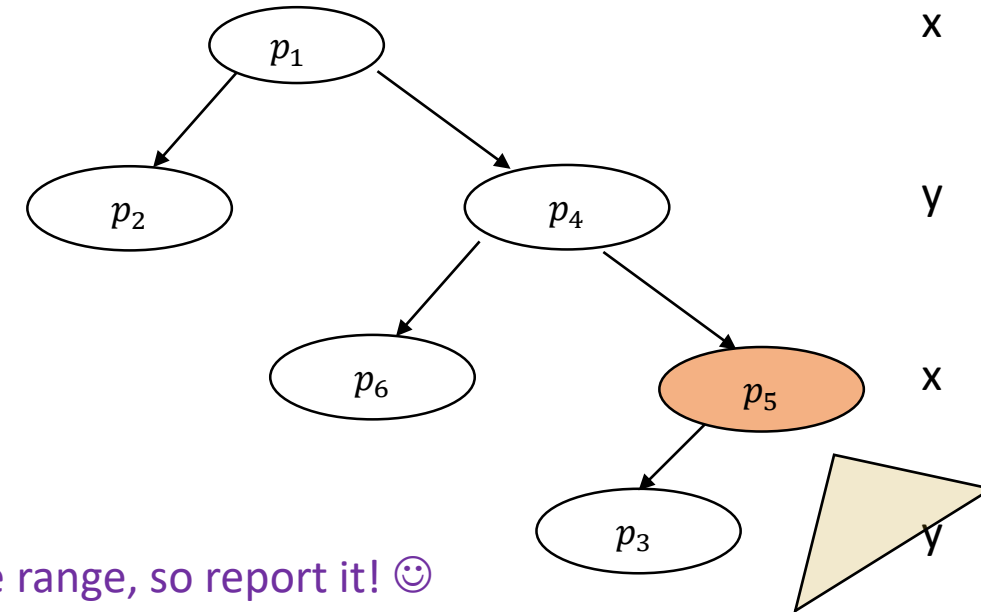 p₁ x
p₂ p₄ y
p₆ p₅ x
p₃ y
range, so report it! ☺